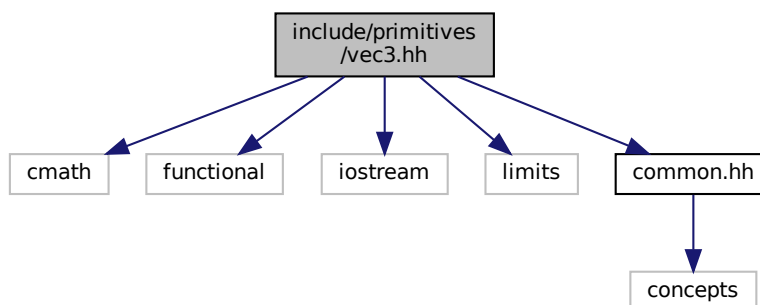 include/primitives
/vec3.hh
cmath
functional
iostream
limits
common.hh
concepts